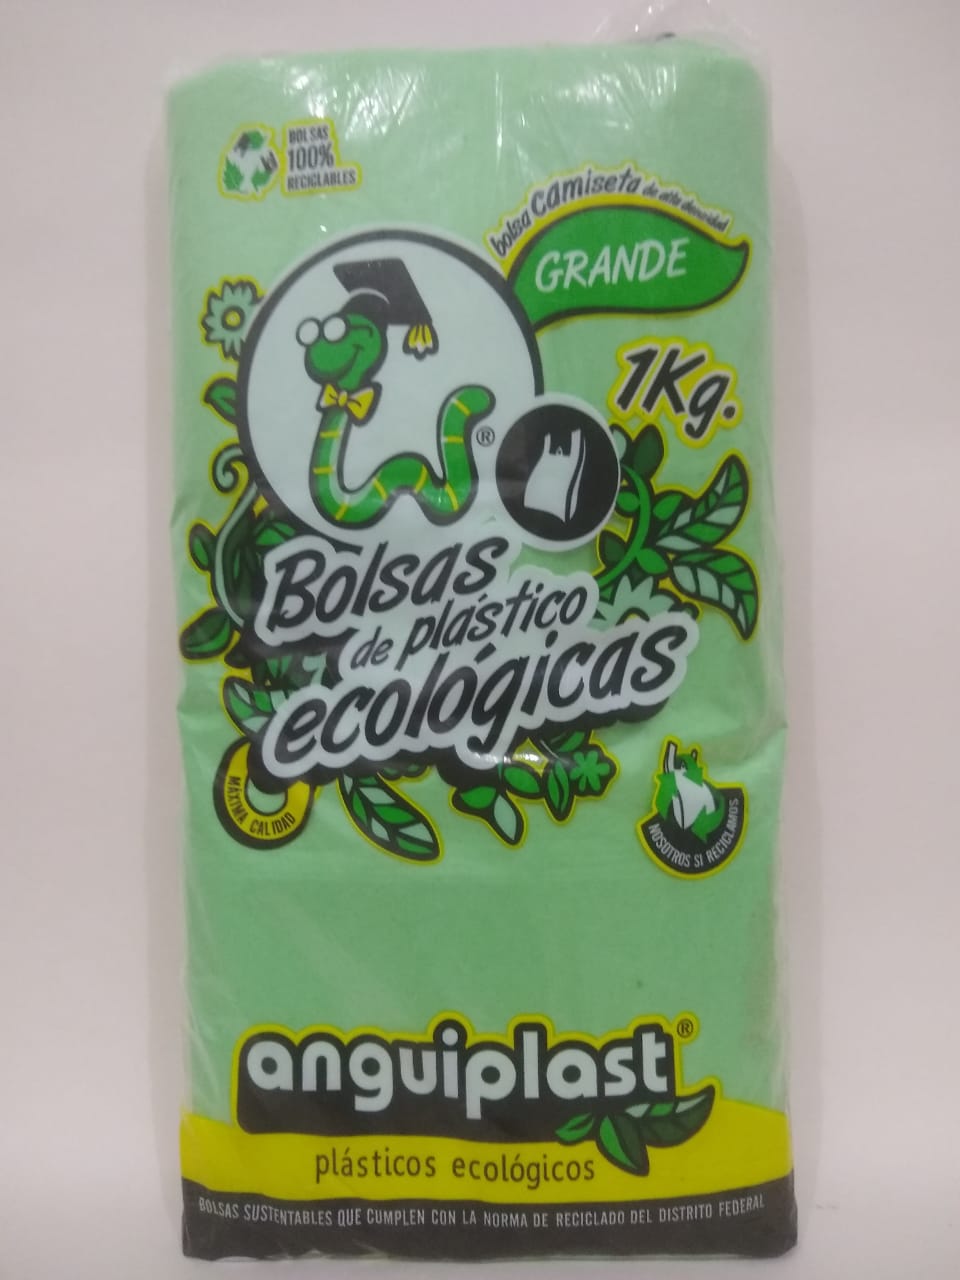 BOLSAS
100%
RECICLABLES
bolsa camiseta de alta densidad
GRANDE
1Kg.
®
Bolsas
de plástico
ecológicas
MÁXIMA CALIDAD
NOSOTROS SI RECICLAMOS
anguiplast®
plásticos ecológicos
BOLSAS SUSTENTABLES QUE CUMPLEN CON LA NORMA DE RECICLADO DEL DISTRITO FEDERAL